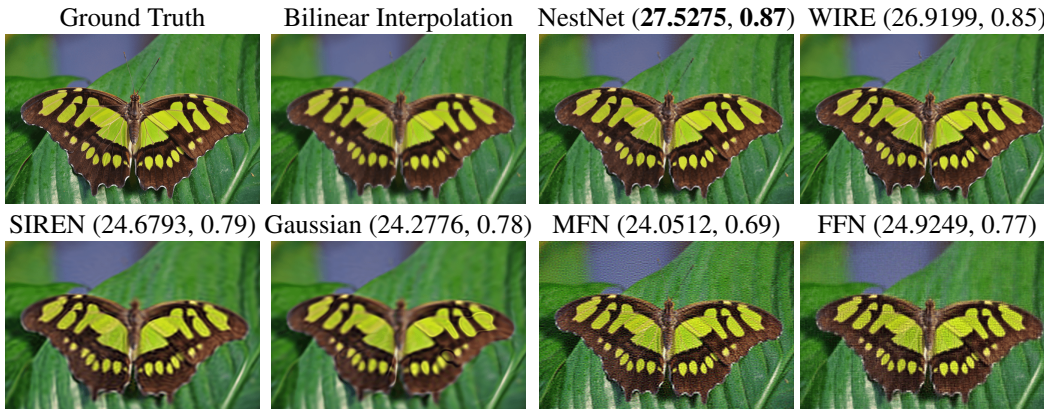 Ground Truth
Bilinear Interpolation
NestNet (27.5275, 0.87)
WIRE (26.9199, 0.85)
SIREN (24.6793, 0.79)
Gaussian (24.2776, 0.78)
MFN (24.0512, 0.69)
FFN (24.9249, 0.77)